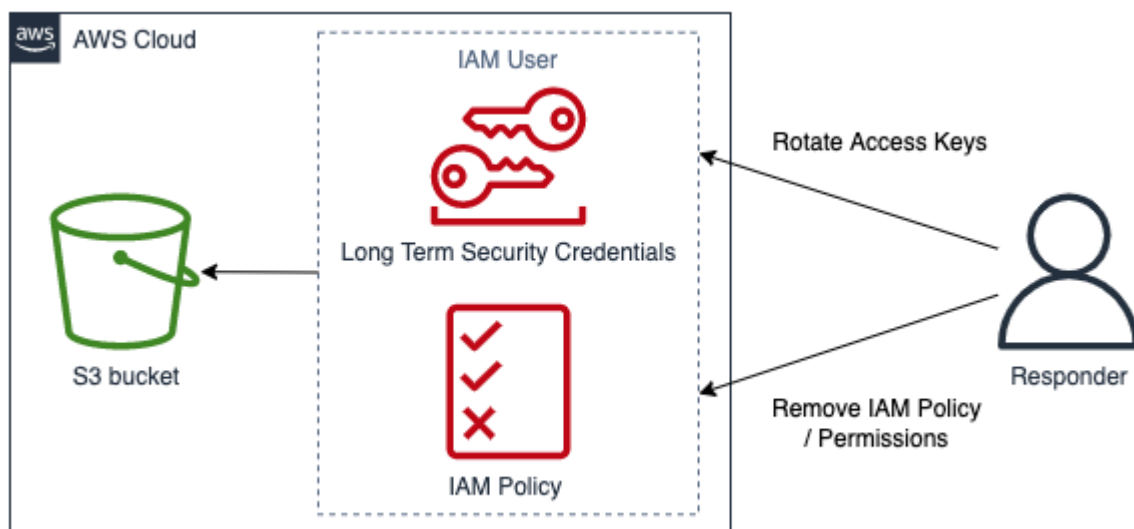 aws
AWS Cloud
IAM User
Rotate Access Keys
Long Term Security Credentials
S3 bucket
Responder
Remove IAM Policy
/ Permissions
IAM Policy